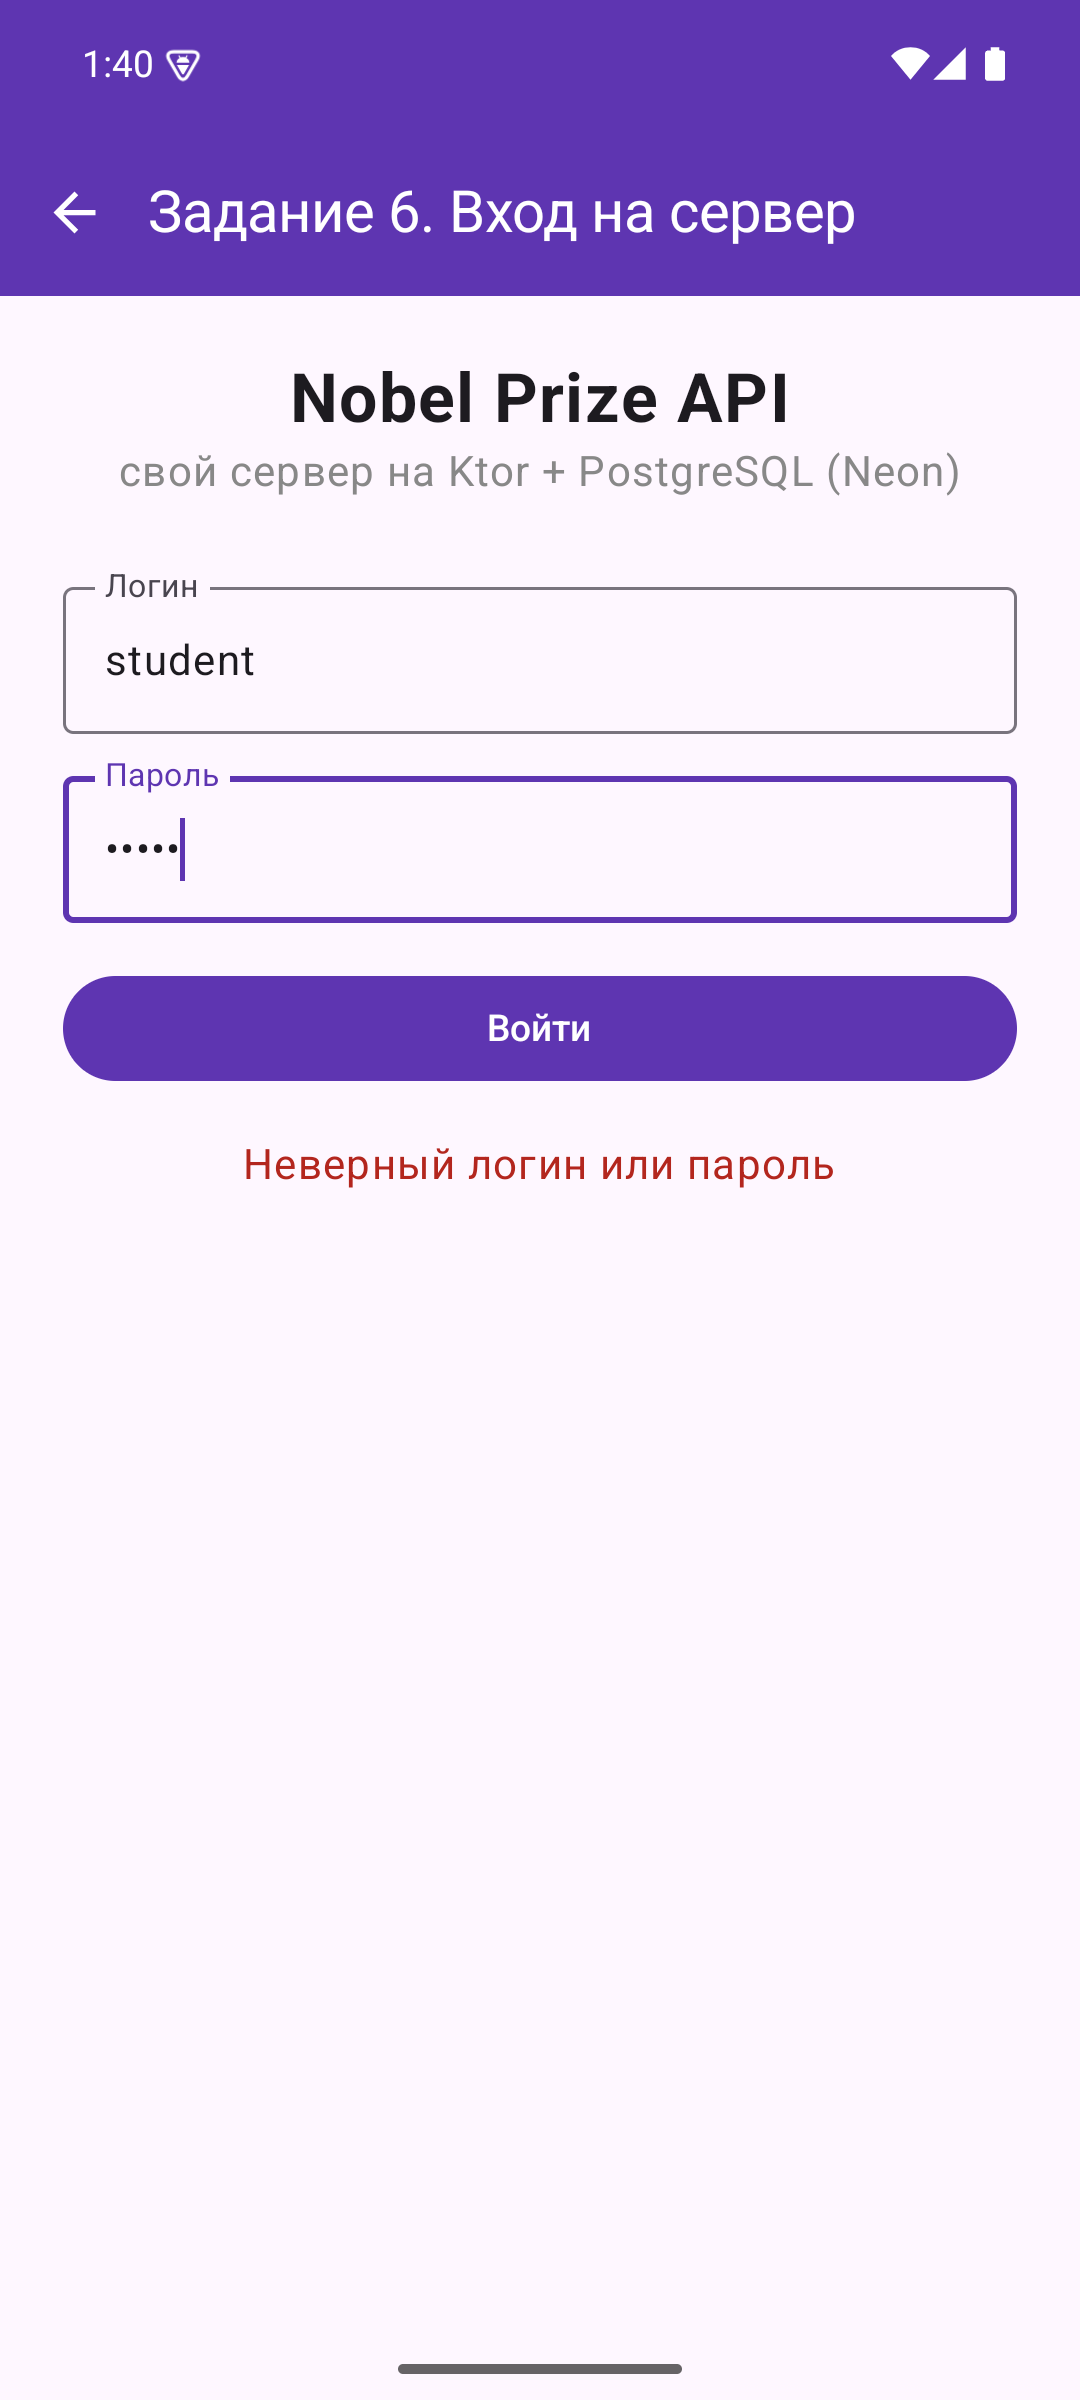 1:40
Задание 6. Вход на сервер
Nobel Prize API
свой сервер на Ktor + PostgreSQL (Neon)
Логин
student
Пароль
•••••
Войти
Неверный логин или пароль